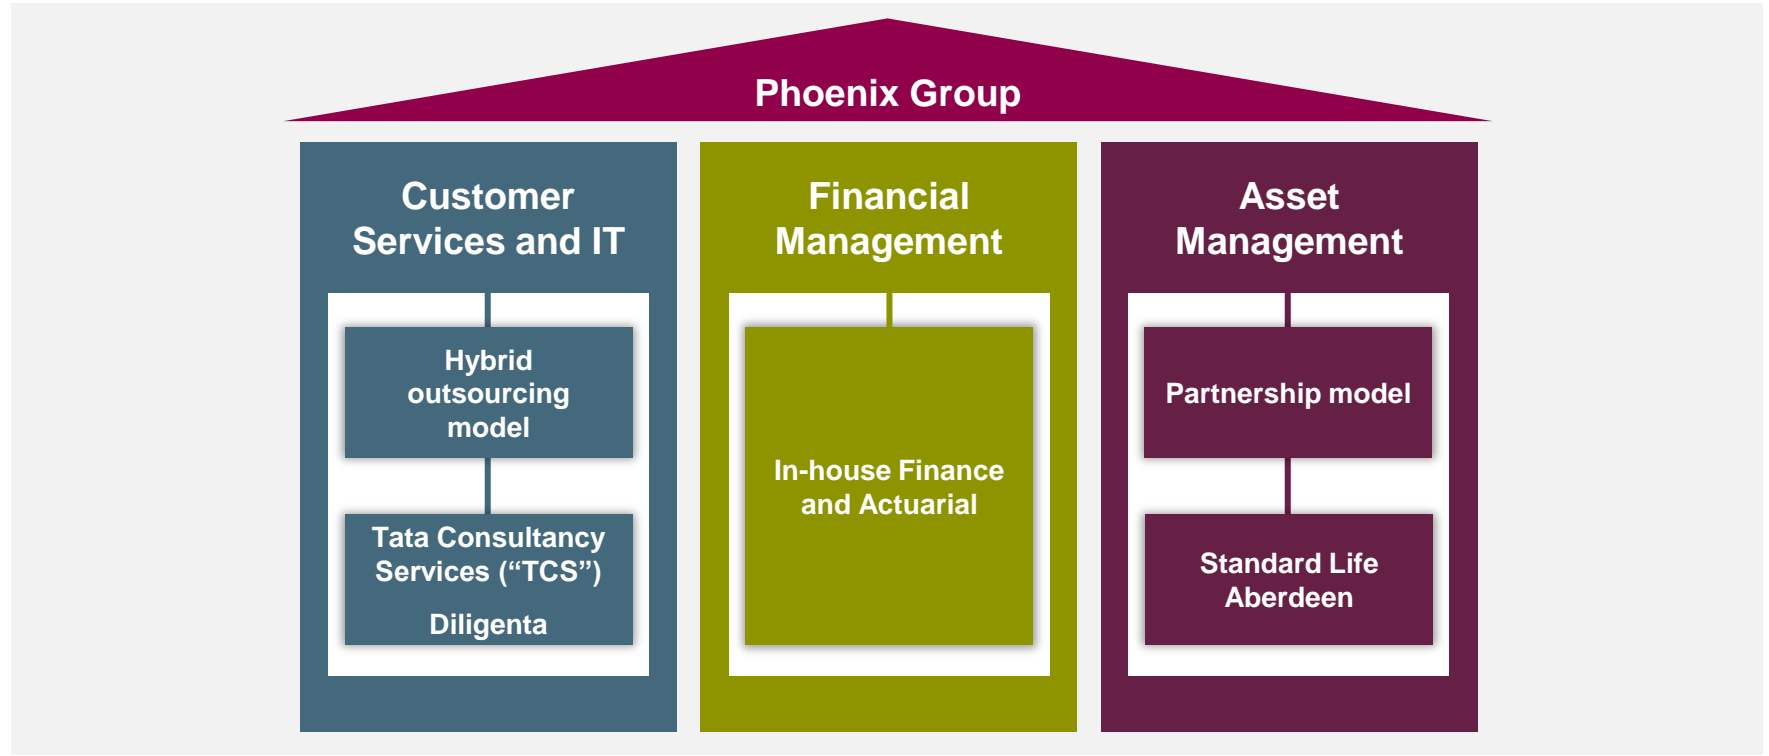 Phoenix Group
Customer
Services and IT
Hybrid
outsourcing
model
Tata Consultancy
Services (“TCS”)
Diligenta
Financial
Management
In-house Finance
and Actuarial
Asset
Management
Partnership model
Standard Life
Aberdeen